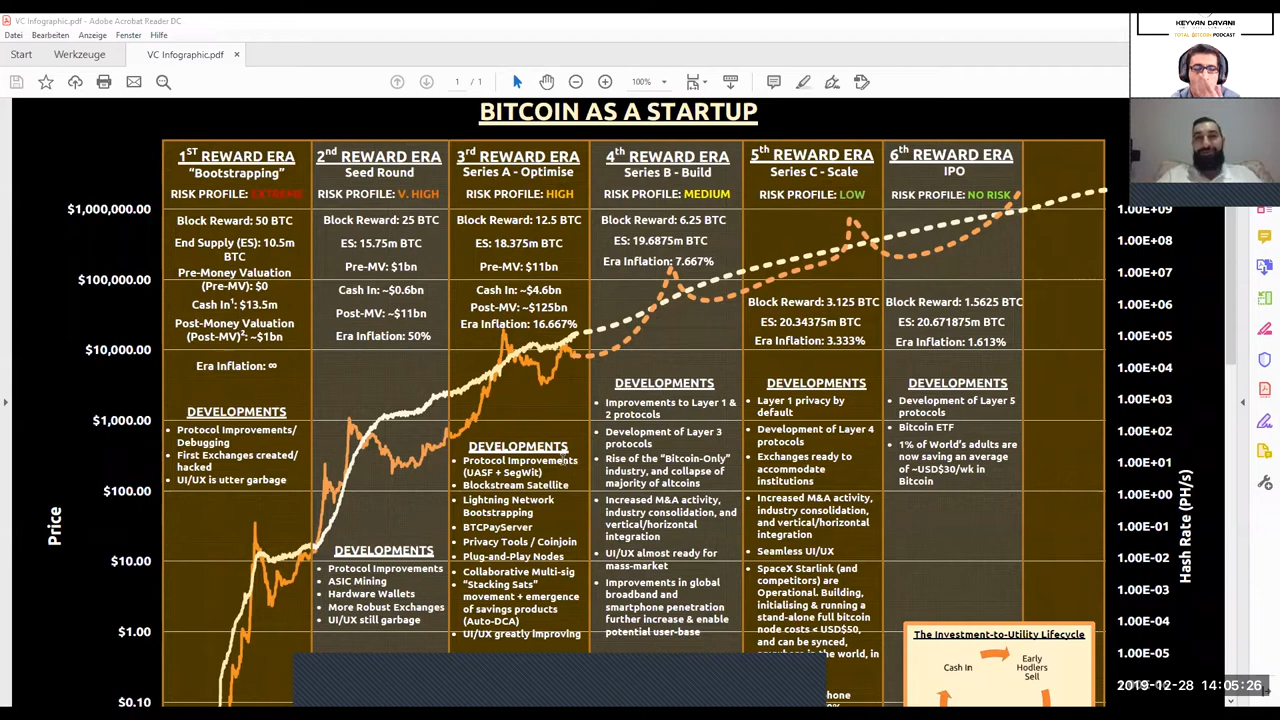 VC Infographic.pdf - Adobe Acrobat Reader DC
Datei Bearbeiten Anzeige Fenster Hilfe
Start Werkzeuge VC Infographic.pdf ×
1 / 1 100%
KEYVAN DAVANI
TOTAL BITCOIN PODCAST
BITCOIN AS A STARTUP
1ST REWARD ERA
"Bootstrapping"
RISK PROFILE: EXTREME
Block Reward: 50 BTC
End Supply (ES): 10.5m
BTC
Pre-Money Valuation
(Pre-MV): $0
Cash In¹: $13.5m
Post-Money Valuation
(Post-MV)²: ~$1bn
Era Inflation: ∞
DEVELOPMENTS
• Protocol Improvements/
Debugging
• First Exchanges created/
hacked
• UI/UX is utter garbage
2nd REWARD ERA
Seed Round
RISK PROFILE: V. HIGH
Block Reward: 25 BTC
ES: 15.75m BTC
Pre-MV: $1bn
Cash In: ~$0.6bn
Post-MV: ~$11bn
Era Inflation: 50%
DEVELOPMENTS
• Protocol Improvements
• ASIC Mining
• Hardware Wallets
• More Robust Exchanges
• UI/UX still garbage
3rd REWARD ERA
Series A - Optimise
RISK PROFILE: HIGH
Block Reward: 12.5 BTC
ES: 18.375m BTC
Pre-MV: $11bn
Cash In: ~$4.6bn
Post-MV: ~$125bn
Era Inflation: 16.667%
DEVELOPMENTS
• Protocol Improvements
(UASF + SegWit)
• Blockstream Satellite
• Lightning Network
Bootstrapping
• BTCPayServer
• Privacy Tools / Coinjoin
• Plug-and-Play Nodes
• Collaborative Multi-sig
• "Stacking Sats"
movement + emergence
of savings products
(Auto-DCA)
• UI/UX greatly improving
4th REWARD ERA
Series B - Build
RISK PROFILE: MEDIUM
Block Reward: 6.25 BTC
ES: 19.6875m BTC
Era Inflation: 7.667%
DEVELOPMENTS
• Improvements to Layer 1 &
2 protocols
• Development of Layer 3
protocols
• Rise of the "Bitcoin-Only"
industry, and collapse of
majority of altcoins
• Increased M&A activity,
industry consolidation, and
vertical/horizontal
integration
• UI/UX almost ready for
mass-market
• Improvements in global
broadband and
smartphone penetration
further increase & enable
potential user-base
5th REWARD ERA
Series C - Scale
RISK PROFILE: LOW
Block Reward: 3.125 BTC
ES: 20.34375m BTC
Era Inflation: 3.333%
DEVELOPMENTS
• Layer 1 privacy by
default
• Development of Layer 4
protocols
• Exchanges ready to
accommodate
institutions
• Increased M&A activity,
industry consolidation,
and vertical/horizontal
integration
• Seamless UI/UX
• SpaceX Starlink (and
competitors) are
Operational. Building,
initialising & running a
stand-alone full bitcoin
node costs < USD$50,
and can be synced,
anywhere in the world, in
hone
6th REWARD ERA
IPO
RISK PROFILE: NO RISK
Block Reward: 1.5625 BTC
ES: 20.671875m BTC
Era Inflation: 1.613%
DEVELOPMENTS
• Development of Layer 5
protocols
• Bitcoin ETF
• 1% of World's adults are
now saving an average of
~USD$30/wk in
Bitcoin
The Investment-to-Utility Lifecycle
Cash In
Early
Hodlers
Sell
Price
$1,000,000.00
$100,000.00
$10,000.00
$1,000.00
$100.00
$10.00
$1.00
$0.10
Hash Rate (PH/s)
1.00E+09
1.00E+08
1.00E+07
1.00E+06
1.00E+05
1.00E+04
1.00E+03
1.00E+02
1.00E+01
1.00E+00
1.00E-01
1.00E-02
1.00E-03
1.00E-04
1.00E-05
2019-12-28 14:05:26